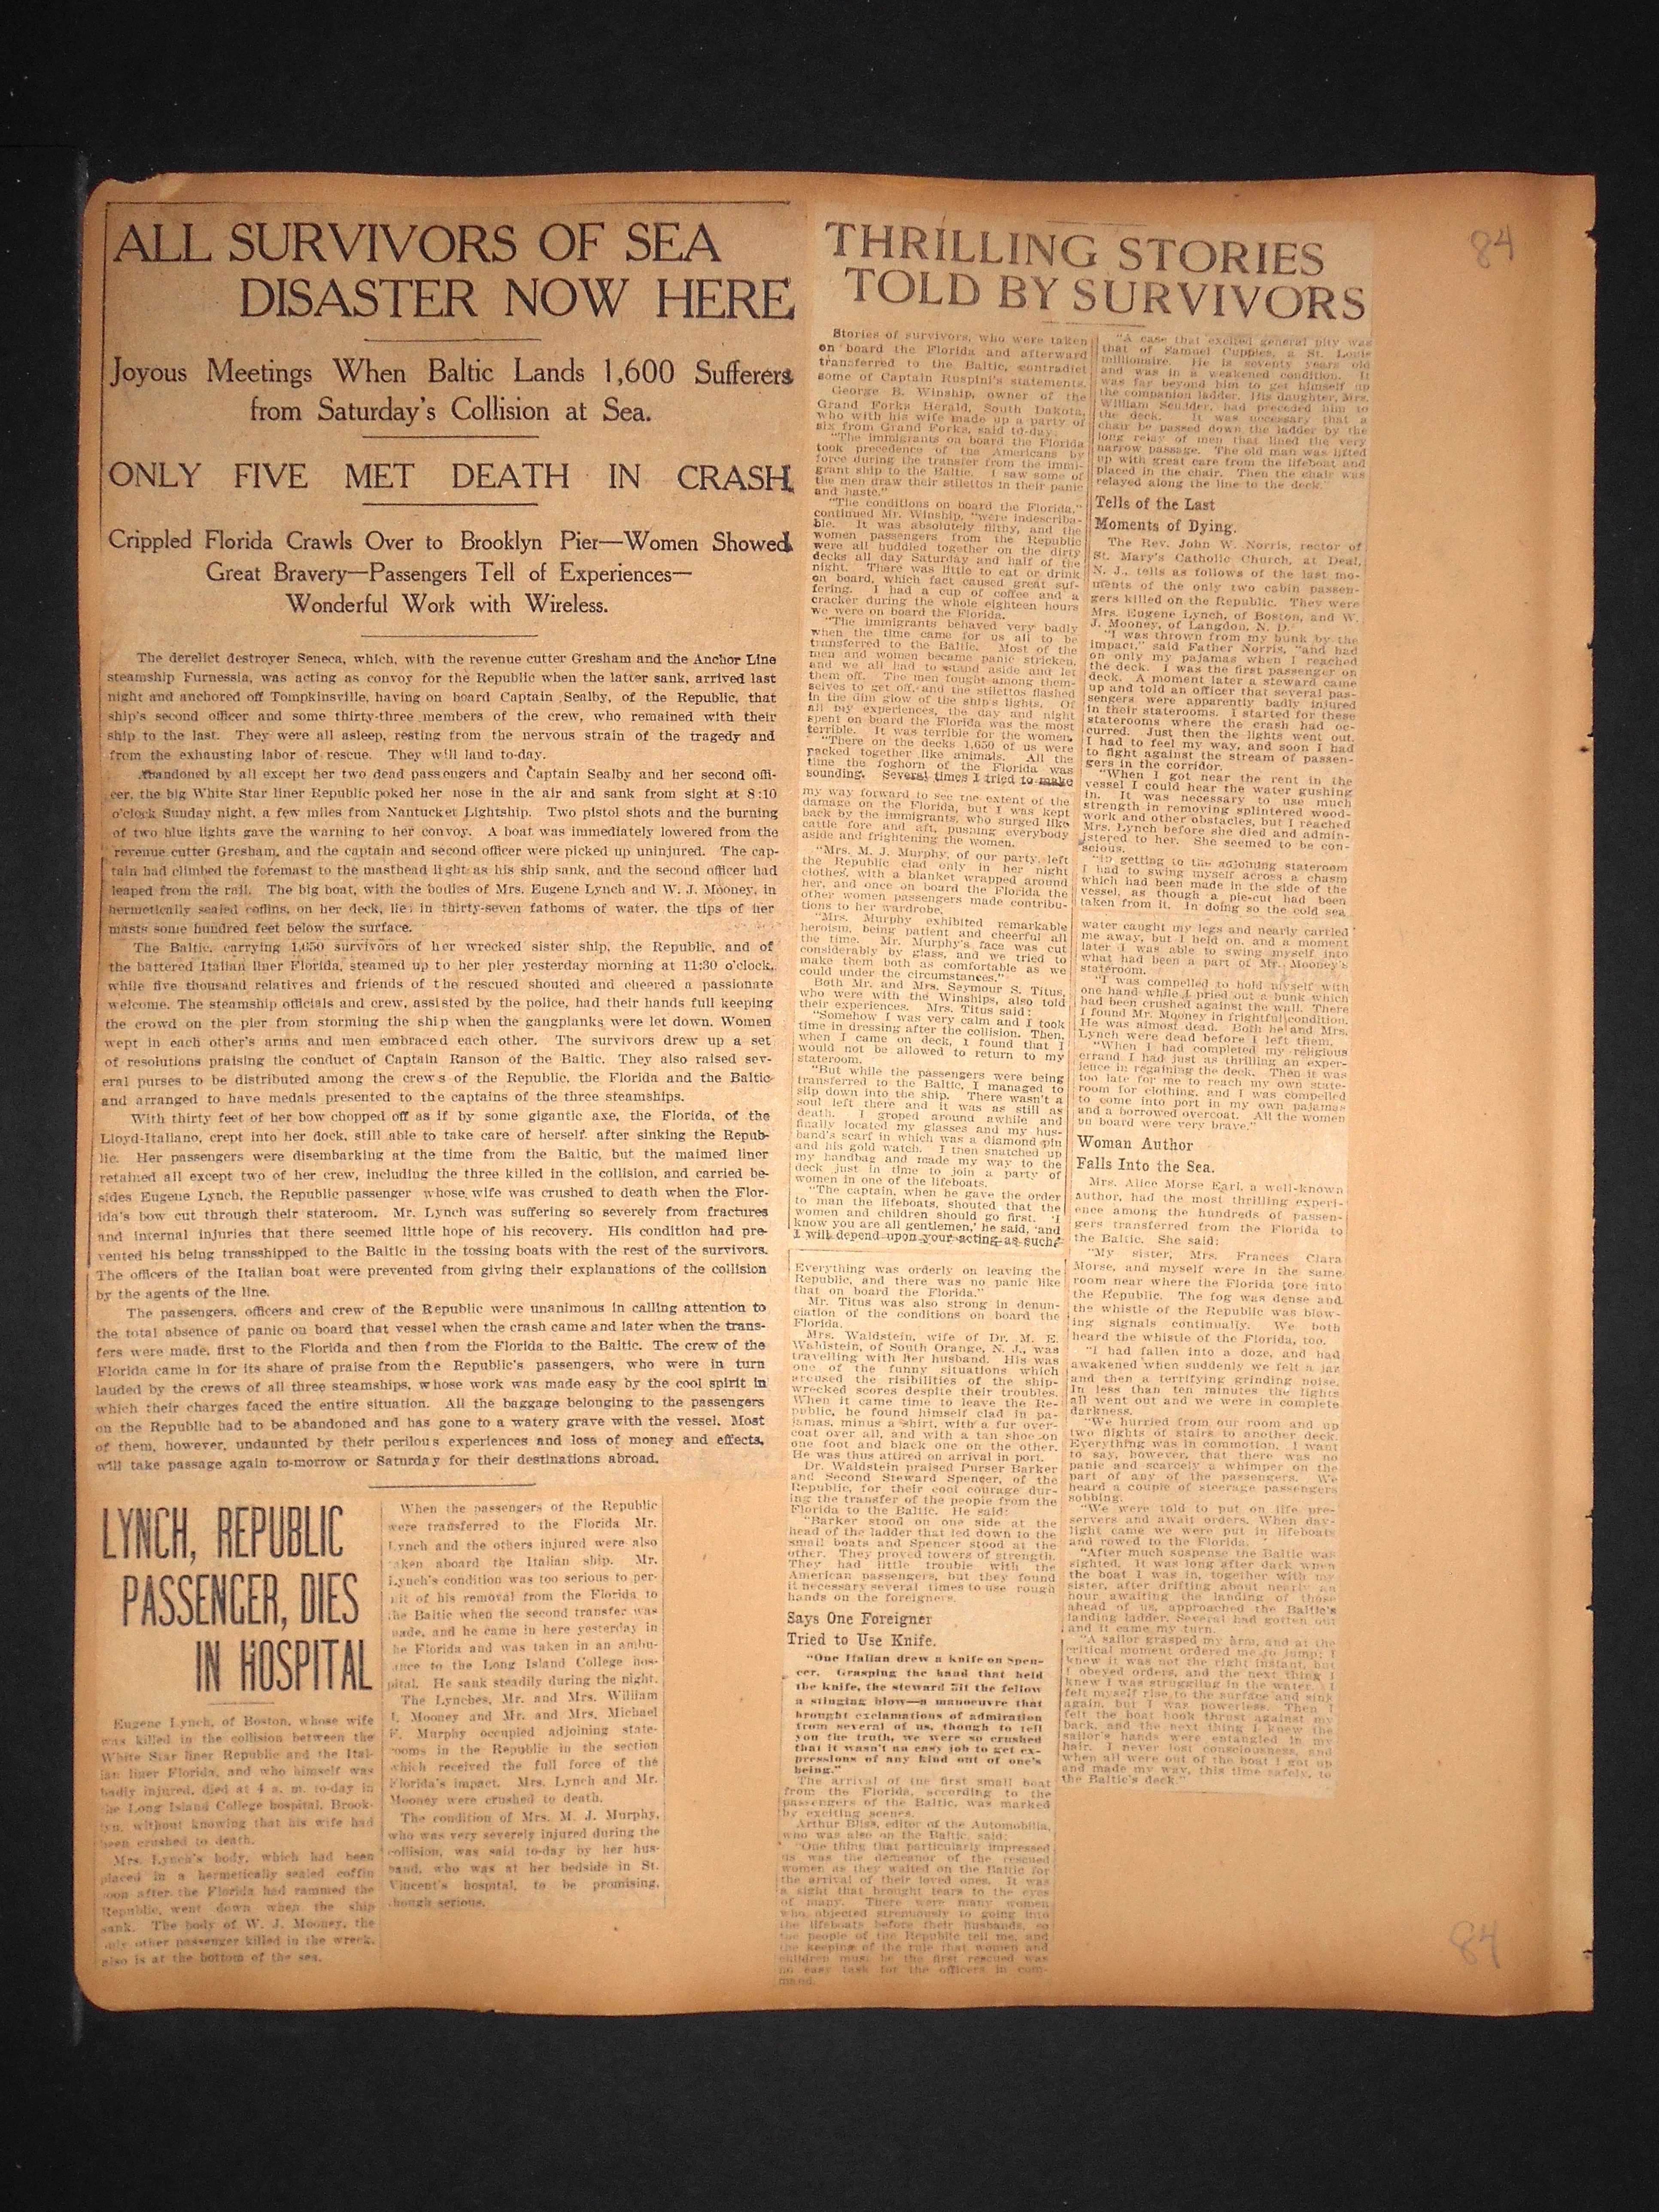 84
ALL SURVIVORS OF SEA
DISASTER NOW HERE
Joyous Meetings When Baltic Lands 1,600 Sufferers
from Saturday's Collision at Sea.
ONLY FIVE MET DEATH IN CRASH
Crippled Florida Crawls Over to Brooklyn Pier—Women Showed
Great Bravery—Passengers Tell of Experiences—
Wonderful Work with Wireless.
The derelict destroyer Seneca, which, with the revenue cutter Gresham and the Anchor Line
steamship Furnessia, was acting as convoy for the Republic when the latter sank, arrived last
night and anchored off Tompkinsville, having on board Captain Sealby, of the Republic, that
ship's second officer and some thirty-three members of the crew, who remained with their
ship to the last. They were all asleep, resting from the nervous strain of the tragedy and
from the exhausting labor of rescue. They will land to-day.
Abandoned by all except her two dead passengers and Captain Sealby and her second offi-
cer, the big White Star liner Republic poked her nose in the air and sank from sight at 8:10
o'clock Sunday night, a few miles from Nantucket Lightship. Two pistol shots and the burning
of two blue lights gave the warning to her convoy. A boat was immediately lowered from the
revenue cutter Gresham, and the captain and second officer were picked up uninjured. The cap-
tain had climbed the foremast to the masthead light as his ship sank, and the second officer had
leaped from the rail. The big boat, with the bodies of Mrs. Eugene Lynch and W. J. Mooney, in
hermetically sealed coffins, on her deck, lies in thirty-seven fathoms of water, the tips of her
masts some hundred feet below the surface.
The Baltic, carrying 1,650 survivors of her wrecked sister ship, the Republic, and of
the battered Italian liner Florida, steamed up to her pier yesterday morning at 11:30 o'clock,
while five thousand relatives and friends of the rescued shouted and cheered a passionate
welcome. The steamship officials and crew, assisted by the police, had their hands full keeping
the crowd on the pier from storming the ship when the gangplanks were let down. Women
wept in each other's arms and men embraced each other. The survivors drew up a set
of resolutions praising the conduct of Captain Ranson of the Baltic. They also raised sev-
eral purses to be distributed among the crews of the Republic, the Florida and the Baltic
and arranged to have medals presented to the captains of the three steamships.
With thirty feet of her bow chopped off as if by some gigantic axe, the Florida, of the
Lloyd-Italiano, crept into her dock, still able to take care of herself, after sinking the Repub-
lic. Her passengers were disembarking at the time from the Baltic, but the maimed liner
retained all except two of her crew, including the three killed in the collision, and carried be-
sides Eugene Lynch, the Republic passenger whose wife was crushed to death when the Flor-
ida's bow cut through their stateroom. Mr. Lynch was suffering so severely from fractures
and internal injuries that there seemed little hope of his recovery. His condition had pre-
vented his being transshipped to the Baltic in the tossing boats with the rest of the survivors.
The officers of the Italian boat were prevented from giving their explanations of the collision
by the agents of the line.
The passengers, officers and crew of the Republic were unanimous in calling attention to
the total absence of panic on board that vessel when the crash came and later when the trans-
fers were made, first to the Florida and then from the Florida to the Baltic. The crew of the
Florida came in for its share of praise from the Republic's passengers, who were in turn
lauded by the crews of all three steamships, whose work was made easy by the cool spirit in
which their charges faced the entire situation. All the baggage belonging to the passengers
on the Republic had to be abandoned and has gone to a watery grave with the vessel. Most
of them, however, undaunted by their perilous experiences and loss of money and effects,
will take passage again to-morrow or Saturday for their destinations abroad.
LYNCH, REPUBLIC
PASSENGER, DIES
IN HOSPITAL
Eugene Lynch, of Boston, whose wife
was killed in the collision between the
White Star liner Republic and the Ital-
ian liner Florida, and who himself was
badly injured, died at 4 a. m. to-day in
he Long Island College hospital, Brook-
lyn, without knowing that his wife had
been crushed to death.
Mrs. Lynch's body, which had been
placed in a hermetically sealed coffin
soon after the Florida had rammed the
Republic, went down when the ship
sank. The body of W. J. Mooney, the
only other passenger killed in the wreck,
also is at the bottom of the sea.
When the passengers of the Republic
were transferred to the Florida Mr.
Lynch and the others injured were also
taken aboard the Italian ship. Mr.
Lynch's condition was too serious to per-
mit of his removal from the Florida to
the Baltic when the second transfer was
made, and he came in here yesterday in
he Florida and was taken in an ambu-
ance to the Long Island College hos-
pital. He sank steadily during the night.
The Lynches, Mr. and Mrs. William
J. Mooney and Mr. and Mrs. Michael
F. Murphy occupied adjoining state-
rooms in the Republic in the section
which received the full force of the
Florida's impact. Mrs. Lynch and Mr.
Mooney were crushed to death.
The condition of Mrs. M. J. Murphy,
who was very severely injured during the
collision, was said to-day by her hus-
band, who was at her bedside in St.
Vincent's hospital, to be promising,
though serious.
THRILLING STORIES
TOLD BY SURVIVORS
Stories of survivors, who were taken
on board the Florida and afterward
transferred to the Baltic, contradict
some of Captain Ruspini's statements.
George B. Winship, owner of the
Grand Forks Herald, South Dakota,
who with his wife made up a party of
six from Grand Forks, said to-day:
"The immigrants on board the Florida
took precedence of the Americans by
force during the transfer from the immi-
grant ship to the Baltic. I saw some of
the men draw their stilettos in their panic
and haste."
"The conditions on board the Florida,"
continued Mr. Winship, "were indescriba-
ble. It was absolutely filthy, and the
women passengers from the Republic
were all huddled together on the dirty
decks all day Saturday and half of the
night. There was little to eat or drink
on board, which fact caused great suf-
fering. I had a cup of coffee and a
cracker during the whole eighteen hours
we were on board the Florida.
"The immigrants behaved very badly
when the time came for us all to be
transferred to the Baltic. Most of the
men and women became panic stricken,
and we all had to stand aside and let
them off. The men fought among them-
selves to get off, and the stilettos flashed
in the dim glow of the ship's lights. Of
all my experiences, the day and night
spent on board the Florida was the most
terrible. It was terrible for the women.
"There on the decks 1,650 of us were
packed together like animals. All the
time the foghorn of the Florida was
sounding. Several times I tried to make
my way forward to see the extent of the
damage on the Florida, but I was kept
back by the immigrants, who surged like
cattle fore and aft, pushing everybody
aside and frightening the women.
"Mrs. M. J. Murphy, of our party, left
the Republic clad only in her night
clothes, with a blanket wrapped around
her, and once on board the Florida the
other women passengers made contribu-
tions to her wardrobe.
"Mrs. Murphy exhibited remarkable
heroism, being patient and cheerful all
the time. Mr. Murphy's face was cut
considerably by glass, and we tried to
make them both as comfortable as we
could under the circumstances."
Both Mr. and Mrs. Seymour S. Titus,
who were with the Winships, also told
their experiences. Mrs. Titus said:
"Somehow I was very calm and I took
time in dressing after the collision. Then,
when I came on deck, I found that I
would not be allowed to return to my
stateroom.
"But while the passengers were being
transferred to the Baltic, I managed to
slip down into the ship. There wasn't a
soul left there and it was as still as
death. I groped around awhile and
finally located my glasses and my hus-
band's scarf in which was a diamond pin
and his gold watch. I then snatched up
my handbag and made my way to the
deck just in time to join a party of
women in one of the lifeboats.
"The captain, when he gave the order
to man the lifeboats, shouted that the
women and children should go first. 'I
know you are all gentlemen,' he said, 'and
I will depend upon your acting as such.'
Everything was orderly on leaving the
Republic, and there was no panic like
that on board the Florida."
Mr. Titus was also strong in denun-
ciation of the conditions on board the
Florida.
Mrs. Waldstein, wife of Dr. M. E.
Waldstein, of South Orange, N. J., was
travelling with her husband. His was
one of the funny situations which
aroused the risibilities of the ship-
wrecked scores despite their troubles.
When it came time to leave the Re-
public, he found himself clad in pa-
jamas, minus a shirt, with a fur over-
coat over all, and with a tan shoe on
one foot and black one on the other.
He was thus attired on arrival in port.
Dr. Waldstein praised Purser Barker
and Second Steward Spencer, of the
Republic, for their cool courage dur-
ing the transfer of the people from the
Florida to the Baltic. He said:
"Barker stood on one side at the
head of the ladder that led down to the
small boats and Spencer stood at the
other. They proved towers of strength.
They had little trouble with the
American passengers, but they found
it necessary several times to use rough
hands on the foreigners.
Says One Foreigner
Tried to Use Knife.
"One Italian drew a knife on Spen-
cer. Grasping the hand that held
the knife, the steward hit the fellow
a stinging blow—a manoeuvre that
brought exclamations of admiration
from several of us, though to tell
you the truth, we were so crushed
that it wasn't an easy job to get ex-
pressions of any kind out of one's
being."
The arrival of the first small boat
from the Florida, according to the
passengers of the Baltic, was marked
by exciting scenes.
Arthur Bliss, editor of the Automobilia,
who was also on the Baltic, said:
"One thing that particularly impressed
us was the demeanor of the rescued
women as they waited on the Baltic for
the arrival of their loved ones. It was
a sight that brought tears to the eyes
of many. There were many women
who objected strenuously to going into
the lifeboats before their husbands, so
the people of the Republic tell me, and
the keeping of the rule that women and
children must be the first rescued was
no easy task for the officers in com-
mand.
"A case that excited general pity was
that of Samuel Cupples, a St. Louis
millionaire. He is seventy years old
and was in a weakened condition. It
was far beyond him to get himself up
the companion ladder. His daughter, Mrs.
William Scudder, had preceded him to
the deck. It was necessary that a
chair be passed down the ladder by the
long relay of men that lined the very
narrow passage. The old man was lifted
up with great care from the lifeboat and
placed in the chair. Then the chair was
relayed along the line to the deck."
Tells of the Last
Moments of Dying.
The Rev. John W. Norris, rector of
St. Mary's Catholic Church, at Deal,
N. J., tells as follows of the last mo-
ments of the only two cabin passen-
gers killed on the Republic. They were
Mrs. Eugene Lynch, of Boston, and W.
J. Mooney, of Langdon, N. D.
"I was thrown from my bunk by the
impact," said Father Norris, "and had
on only my pajamas when I reached
the deck. I was the first passenger on
deck. A moment later a steward came
up and told an officer that several pas-
sengers were apparently badly injured
in their staterooms. I started for these
staterooms where the crash had oc-
curred. Just then the lights went out.
I had to feel my way, and soon I had
to fight against the stream of passen-
gers in the corridor.
"When I got near the rent in the
vessel I could hear the water gushing
in. It was necessary to use much
strength in removing splintered wood-
work and other obstacles, but I reached
Mrs. Lynch before she died and admin-
istered to her. She seemed to be con-
scious.
"In getting to the adjoining stateroom
I had to swing myself across a chasm
which had been made in the side of the
vessel, as though a pie-cut had been
taken from it. In doing so the cold sea
water caught my legs and nearly carried
me away, but I held on, and a moment
later I was able to swing myself into
what had been a part of Mr. Mooney's
stateroom.
"I was compelled to hold myself with
one hand while I pried out a bunk which
had been crushed against the wall. There
I found Mr. Mooney in frightful condition.
He was almost dead. Both he and Mrs.
Lynch were dead before I left them.
"When I had completed my religious
errand I had just as thrilling an exper-
ience in regaining the deck. Then it was
too late for me to reach my own state-
room for clothing, and I was compelled
to come into port in my own pajamas
and a borrowed overcoat. All the women
on board were very brave."
Woman Author
Falls Into the Sea.
Mrs. Alice Morse Earl, a well-known
author, had the most thrilling experi-
ence among the hundreds of passen-
gers transferred from the Florida to
the Baltic. She said:
"My sister, Mrs. Frances Clara
Morse, and myself were in the same
room near where the Florida tore into
the Republic. The fog was dense and
the whistle of the Republic was blow-
ing signals continually. We both
heard the whistle of the Florida, too.
"I had fallen into a doze, and had
awakened when suddenly we felt a jar
and then a terrifying grinding noise.
In less than ten minutes the lights
all went out and we were in complete
darkness.
"We hurried from our room and up
two flights of stairs to another deck.
Everything was in commotion. I want
to say, however, that there was no
panic and scarcely a whimper on the
part of any of the passengers. We
heard a couple of steerage passengers
sobbing.
"We were told to put on life pre-
servers and await orders. When day-
light came we were put in lifeboats
and rowed to the Florida.
"After much suspense the Baltic was
sighted. It was long after dark when
the boat I was in, together with my
sister, after drifting about nearly an
hour awaiting the landing of those
ahead of us, approached the Baltic's
landing ladder. Several had gotten out
and it came my turn.
"A sailor grasped my arm, and at the
critical moment ordered me to jump; I
knew it was not the right instant, but
I obeyed orders, and the next thing I
knew I was struggling in the water. I
felt myself rise to the surface and sink
again, but I was powerless. Then I
felt the boat hook thrust against my
back, and the next thing I knew the
sailor's hands were entangled in my
hair. I never lost consciousness, and
when all were out of the boat I got up
and made my way, this time safely, to
the Baltic's deck."
84